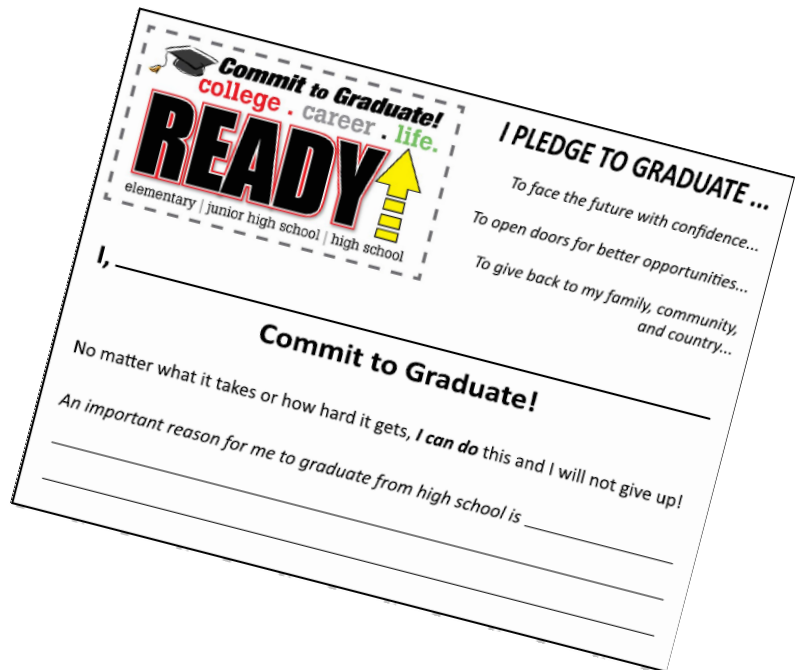 Commit to Graduate!
college . career . life.
READY
elementary | junior high school | high school
I PLEDGE TO GRADUATE ...
To face the future with confidence...
To open doors for better opportunities...
To give back to my family, community,
and country...
I,
Commit to Graduate!
No matter what it takes or how hard it gets, I can do this and I will not give up!
An important reason for me to graduate from high school is